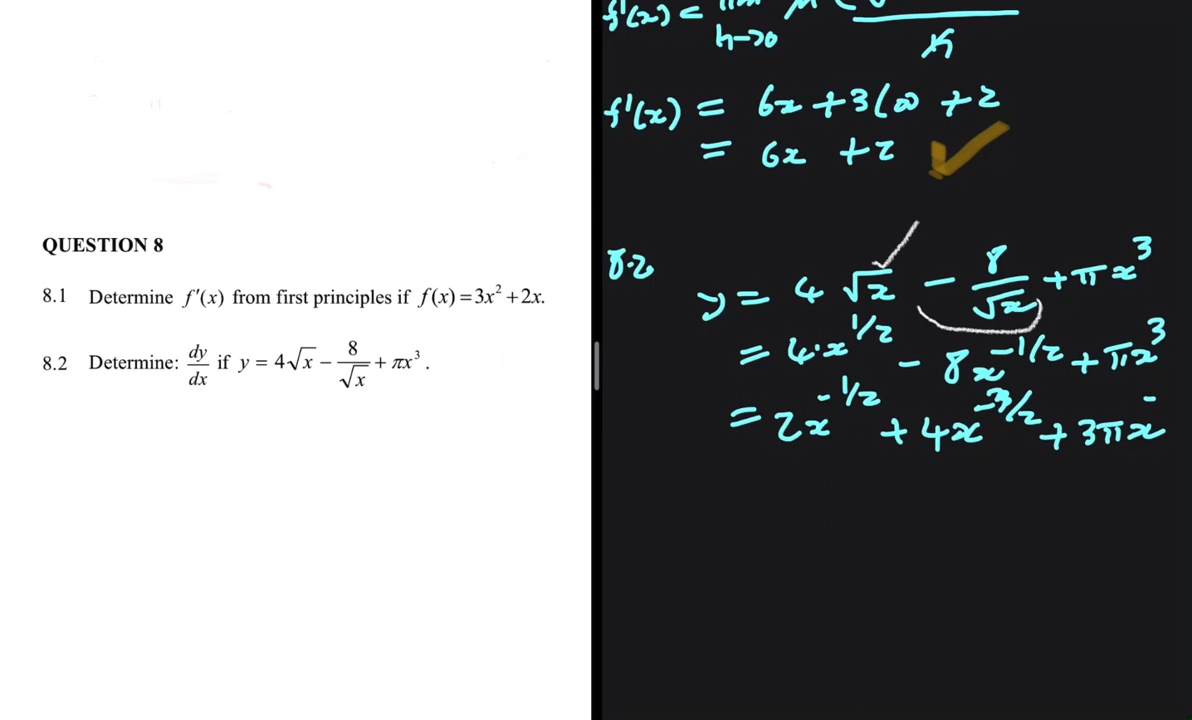 QUESTION 8
8.1 Determine f'(x) from first principles if f(x) = 3x² + 2x.
8.2 Determine: dy/dx if y = 4√x − 8/√x + πx³.
f'(x) =
h→0
h
f'(x) = 6x + 3(0) + 2
= 6x + 2
8.2
y = 4√x − 8/√x + πx³
= 4·x^1/2 − 8x^-1/2 + πx³
= 2x^-1/2 + 4x^-3/2 + 3πx